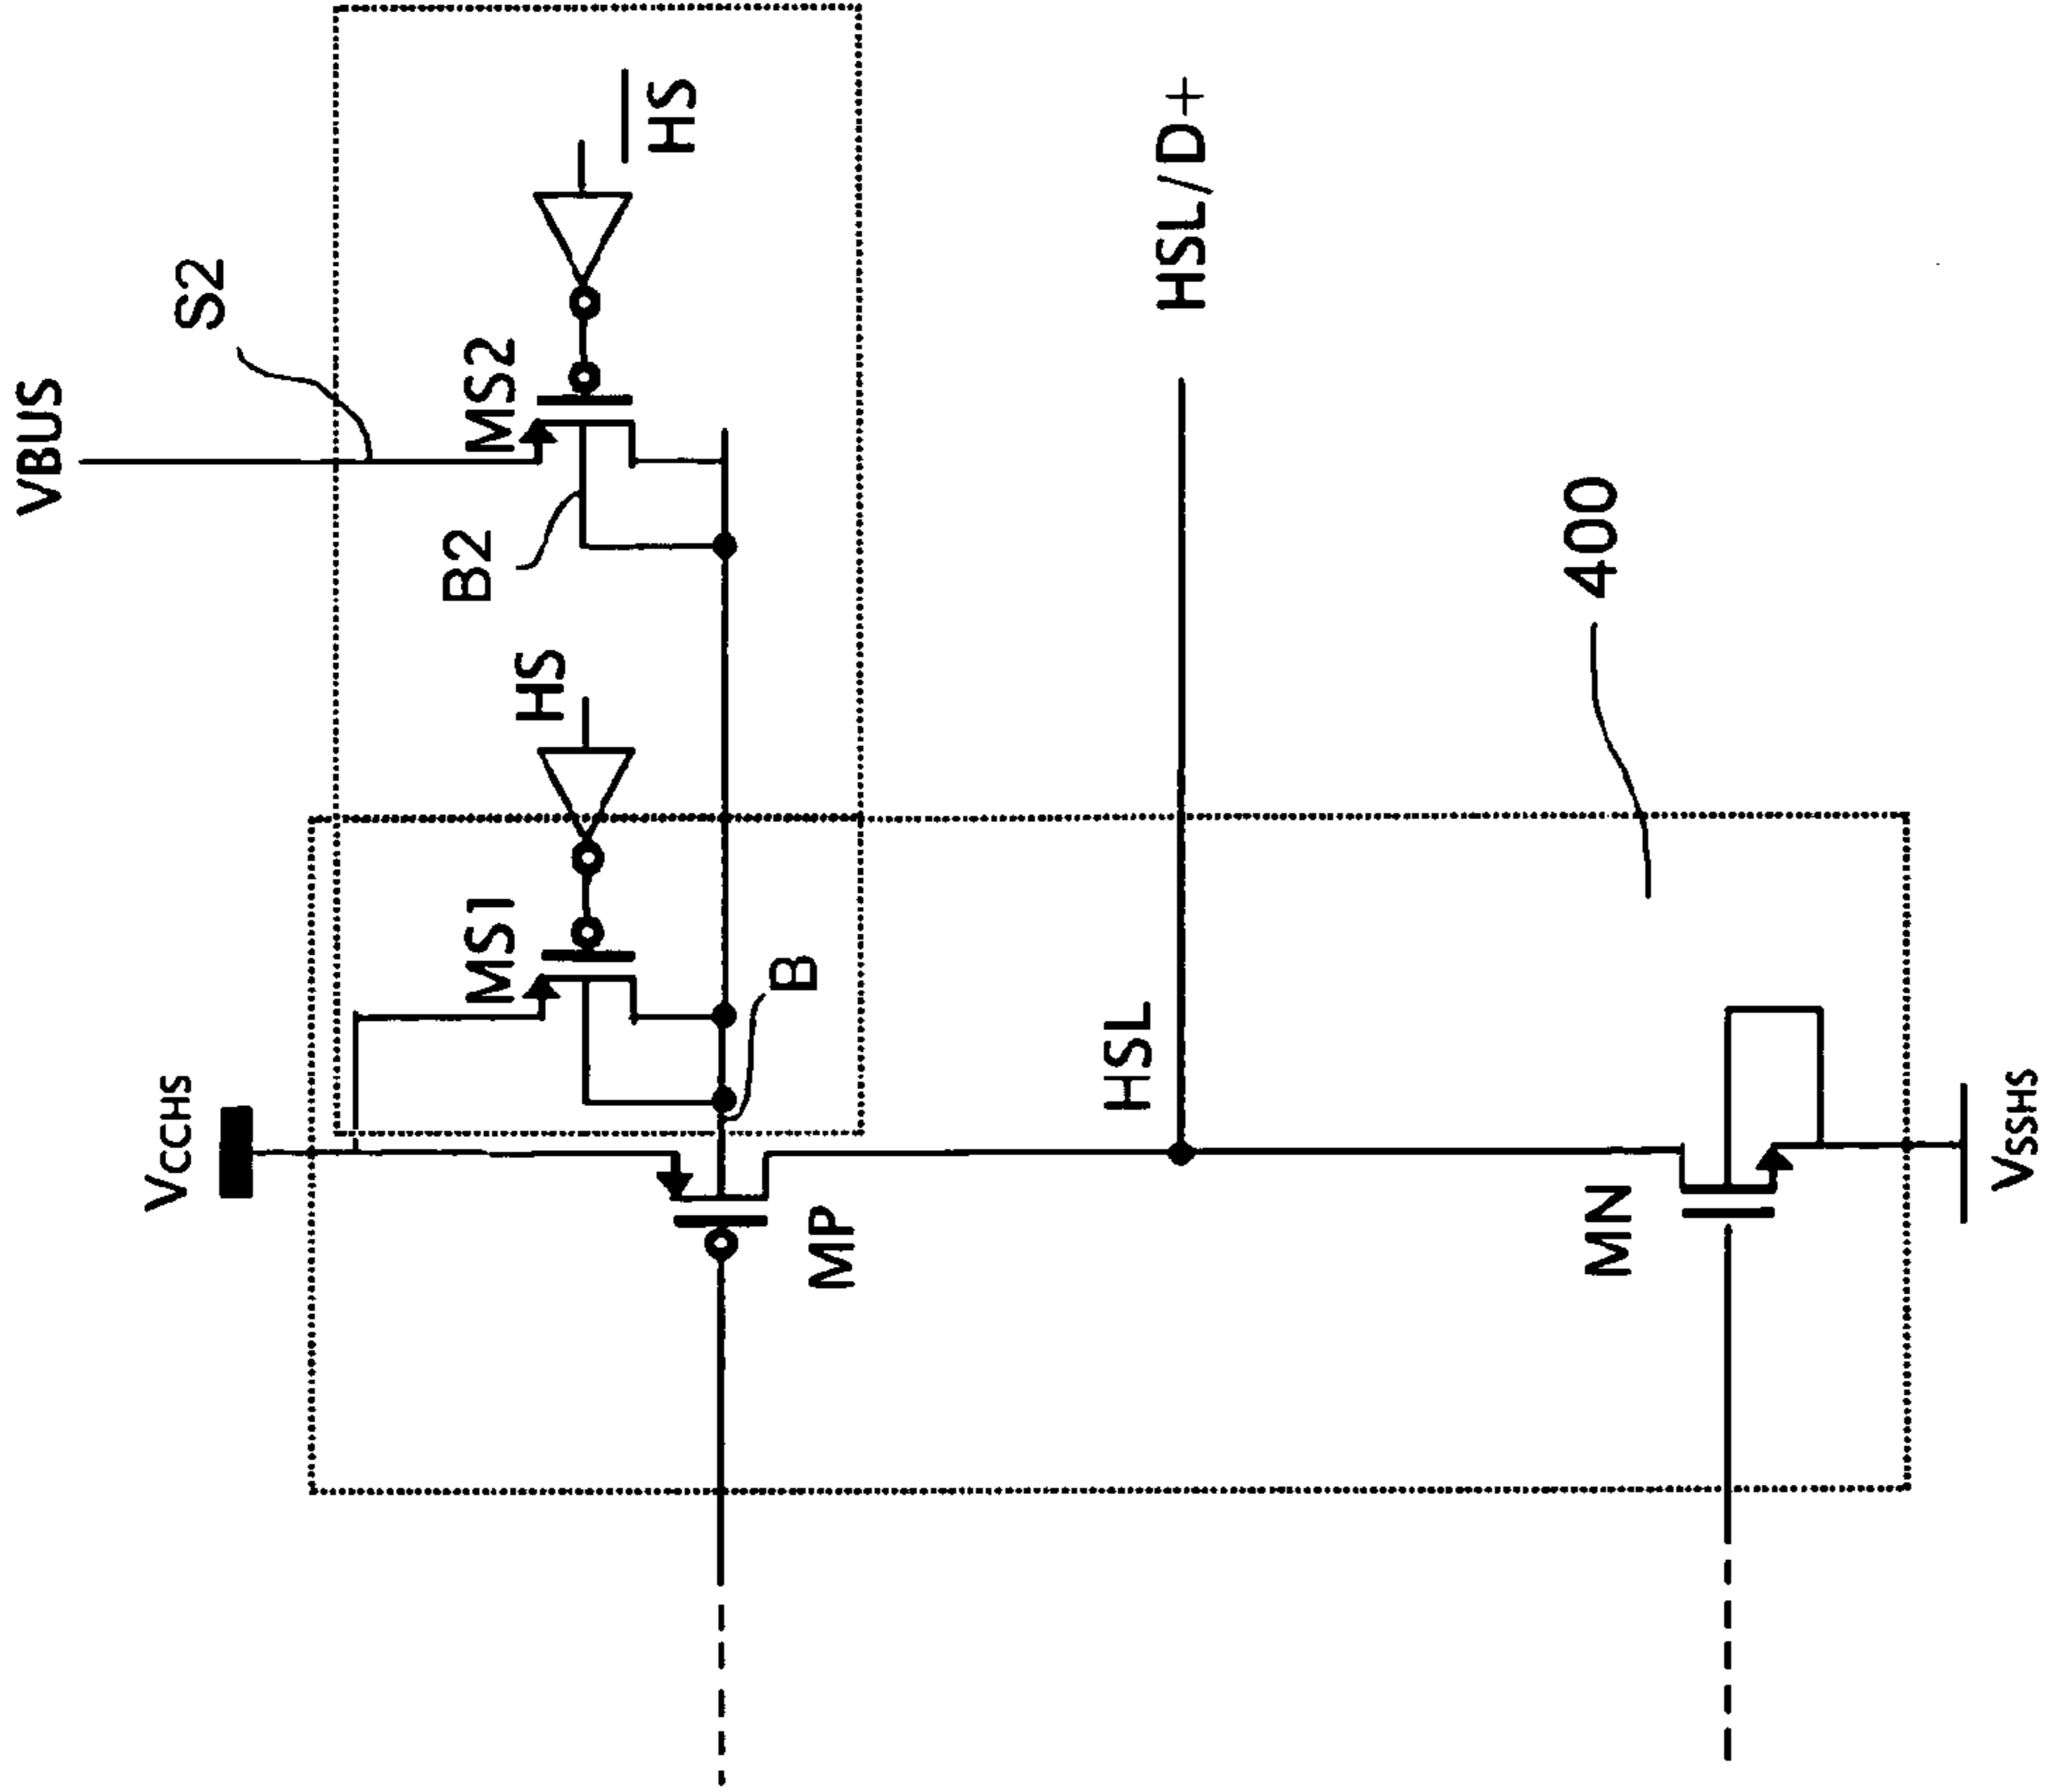 VBUS
S2
HS
MS2
B2
HS
MS1
B
VCCHS
MP
HSL/D+
HSL
400
MN
VSSHS